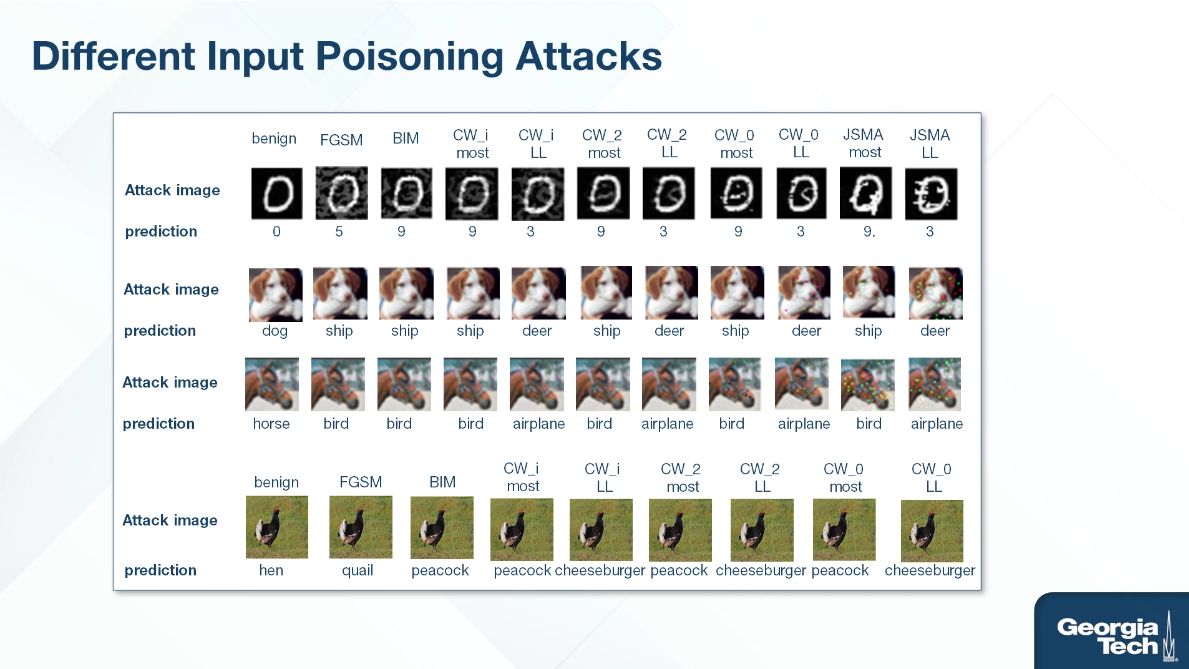 Different Input Poisoning Attacks
benign FGSM BIM CW_i most CW_i LL CW_2 most CW_2 LL CW_0 most CW_0 LL JSMA most JSMA LL
Attack image
prediction 0 5 9 9 3 9 3 9 3 9. 3
Attack image
prediction dog ship ship ship deer ship deer ship deer ship deer
Attack image
prediction horse bird bird bird airplane bird airplane bird airplane bird airplane
benign FGSM BIM CW_i most CW_i LL CW_2 most CW_2 LL CW_0 most CW_0 LL
Attack image
prediction hen quail peacock peacock cheeseburger peacock cheeseburger peacock cheeseburger
Georgia
Tech